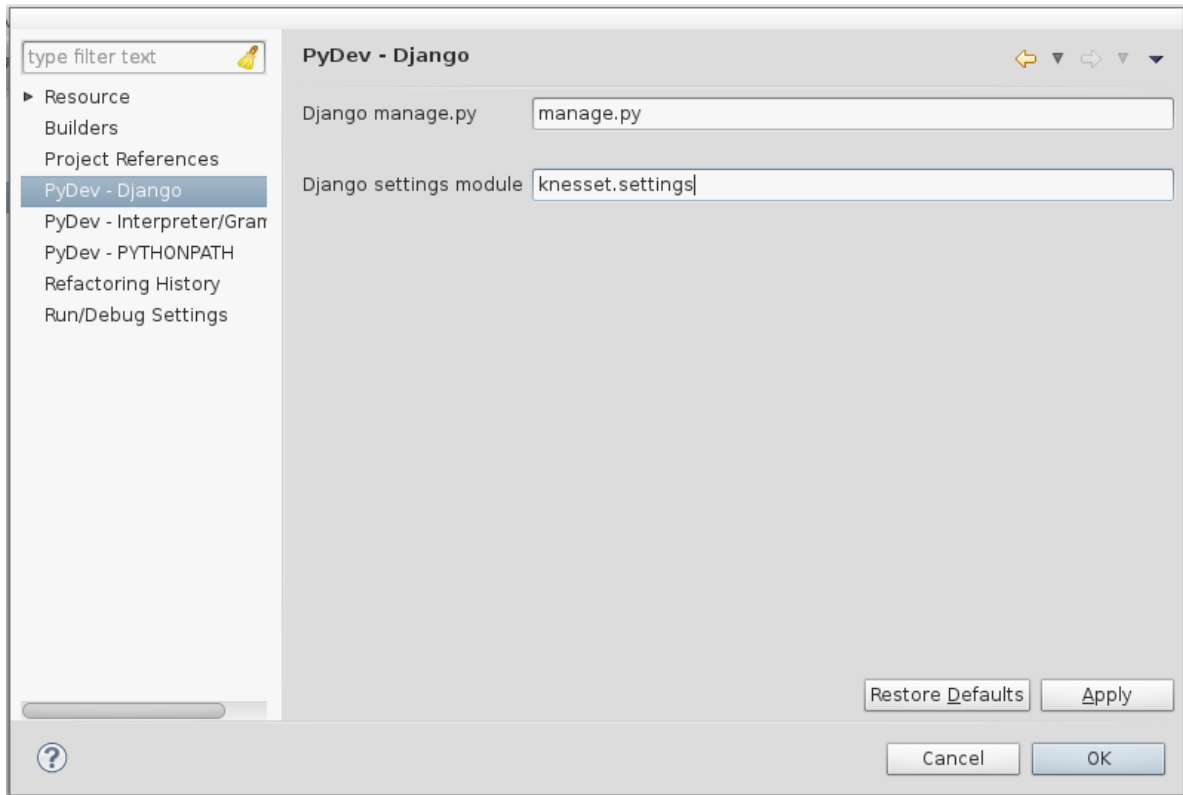 type filter text
Resource
Builders
Project References
PyDev - Django
PyDev - Interpreter/Gram
PyDev - PYTHONPATH
Refactoring History
Run/Debug Settings
PyDev - Django
Django manage.py manage.py
Django settings module knesset.settings
Restore Defaults Apply
? Cancel OK